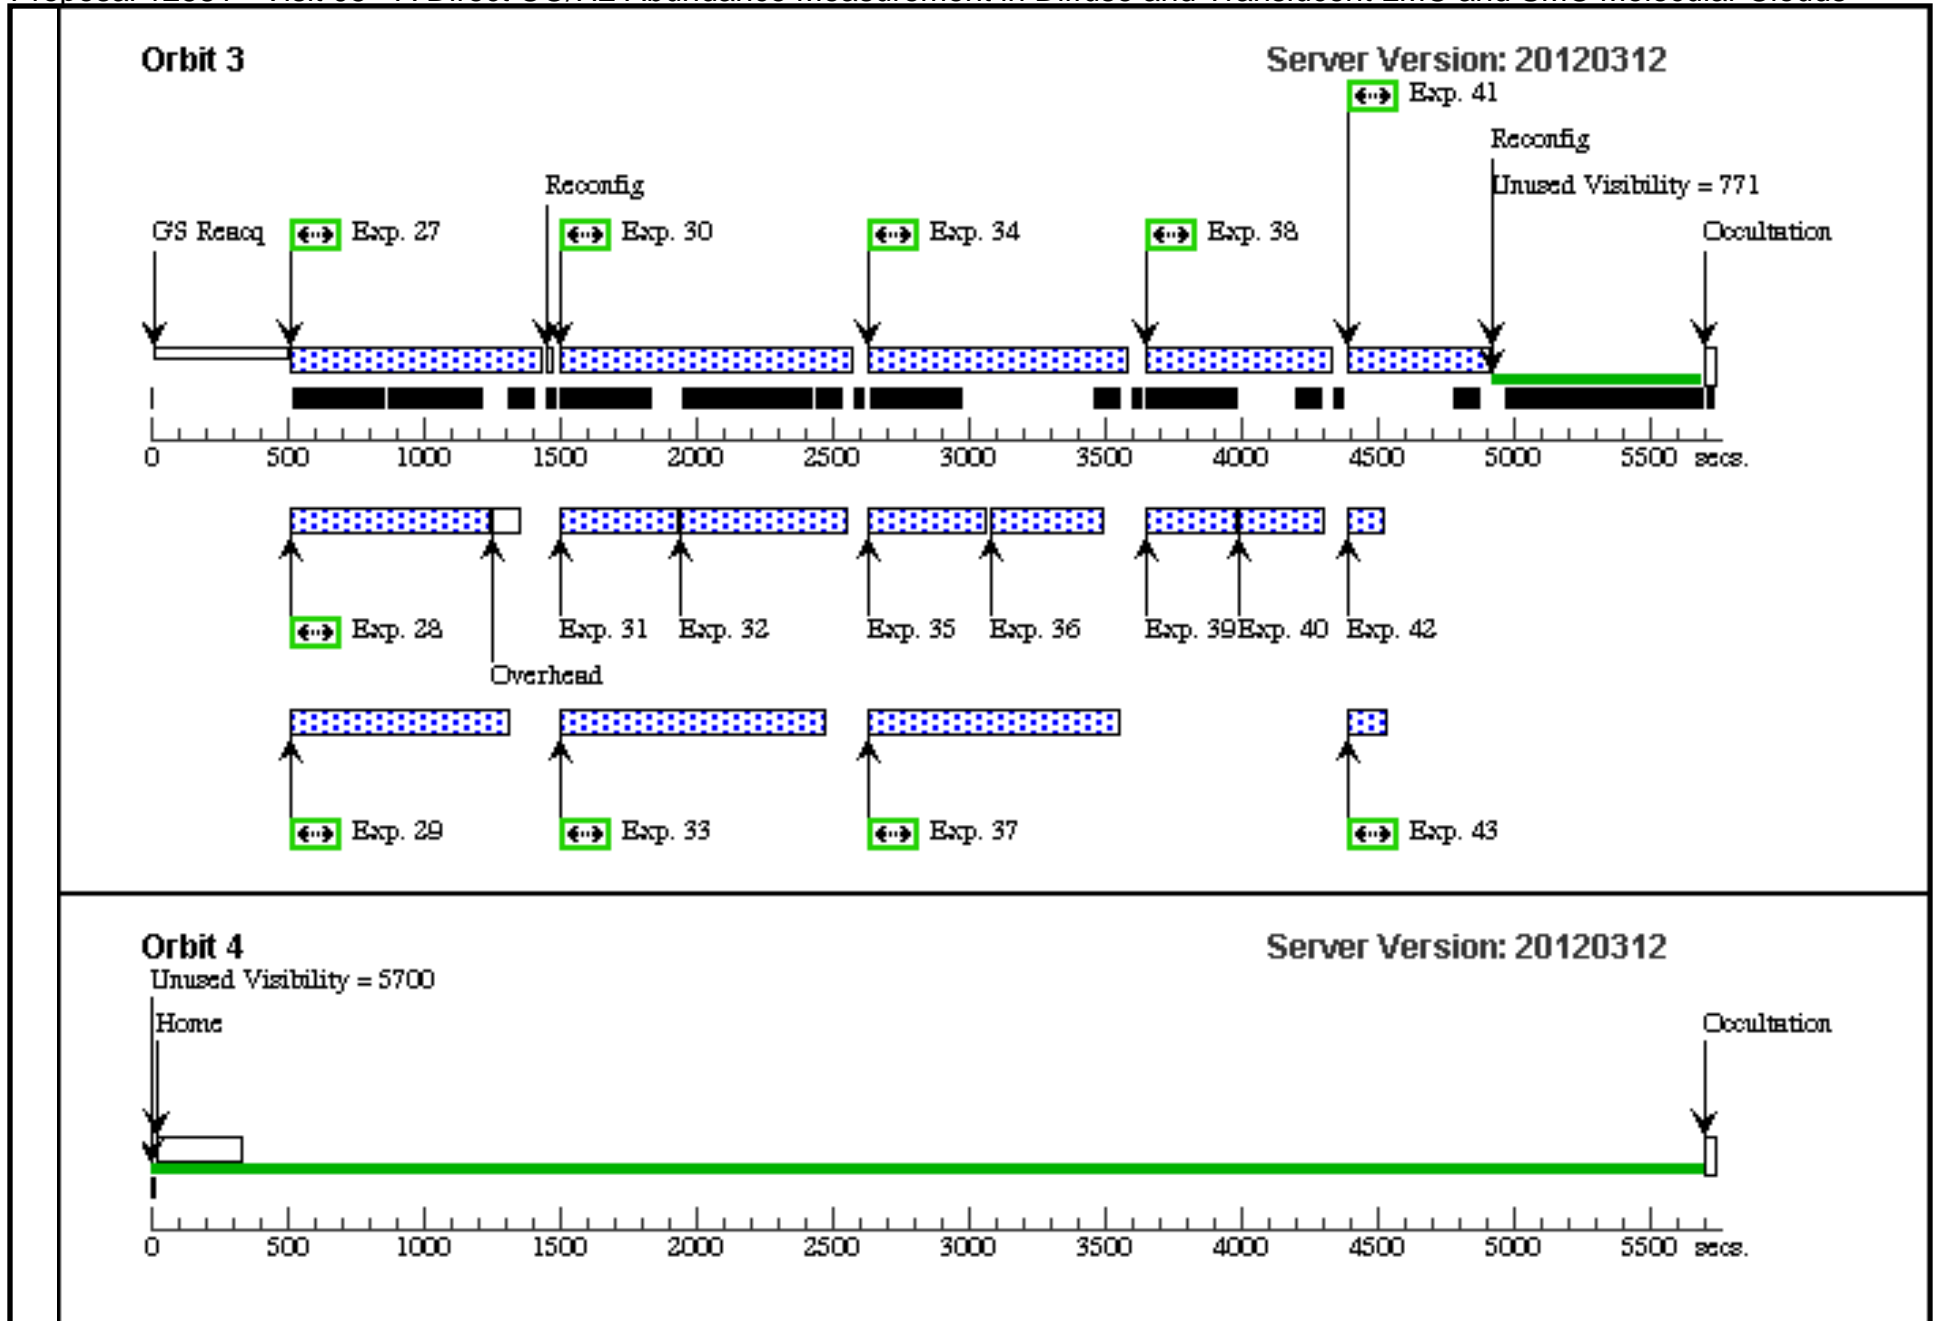 Orbit 3
Server Version: 20120312
Exp. 41
Reconfig
Reconfig
Unused Visibility = 771
GS Reacq
Exp. 27
Exp. 30
Exp. 34
Exp. 38
Occultation
0 500 1000 1500 2000 2500 3000 3500 4000 4500 5000 5500 secs.
Exp. 28
Exp. 31
Exp. 32
Exp. 35
Exp. 36
Exp. 39
Exp. 40
Exp. 42
Overhead
Exp. 29
Exp. 33
Exp. 37
Exp. 43
Orbit 4
Server Version: 20120312
Unused Visibility = 5700
Home
Occultation
0 500 1000 1500 2000 2500 3000 3500 4000 4500 5000 5500 secs.